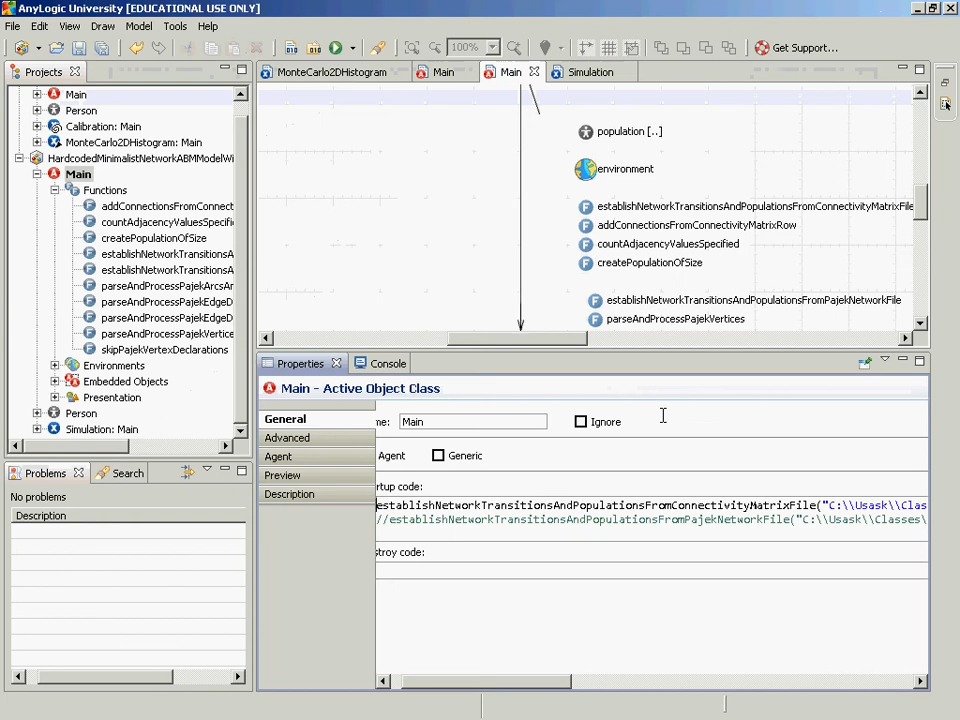 AnyLogic University [EDUCATIONAL USE ONLY]
File Edit View Draw Model Tools Help
100% Get Support...
Projects
Main
Person
Calibration: Main
MonteCarlo2DHistogram: Main
HardcodedMinimalistNetworkABMModelWi
Main
Functions
addConnectionsFromConnect
countAdjacencyValuesSpecifi
createPopulationOfSize
establishNetworkTransitionsA
establishNetworkTransitionsA
parseAndProcessPajekArcsAr
parseAndProcessPajekEdgeD
parseAndProcessPajekEdgeD
parseAndProcessPajekVertice
skipPajekVertexDeclarations
Environments
Embedded Objects
Presentation
Person
Simulation: Main
Problems Search
No problems
Description
MonteCarlo2DHistogram Main Main Simulation
population [..]
environment
establishNetworkTransitionsAndPopulationsFromConnectivityMatrixFile
addConnectionsFromConnectivityMatrixRow
countAdjacencyValuesSpecified
createPopulationOfSize
establishNetworkTransitionsAndPopulationsFromPajekNetworkFile
parseAndProcessPajekVertices
Properties Console
Main - Active Object Class
General
Advanced
Agent
Preview
Description
me: Main Ignore
Agent Generic
rtup code:
establishNetworkTransitionsAndPopulationsFromConnectivityMatrixFile("C:\\Usask\\Clas
//establishNetworkTransitionsAndPopulationsFromPajekNetworkFile("C:\\Usask\\Classes\
stroy code: